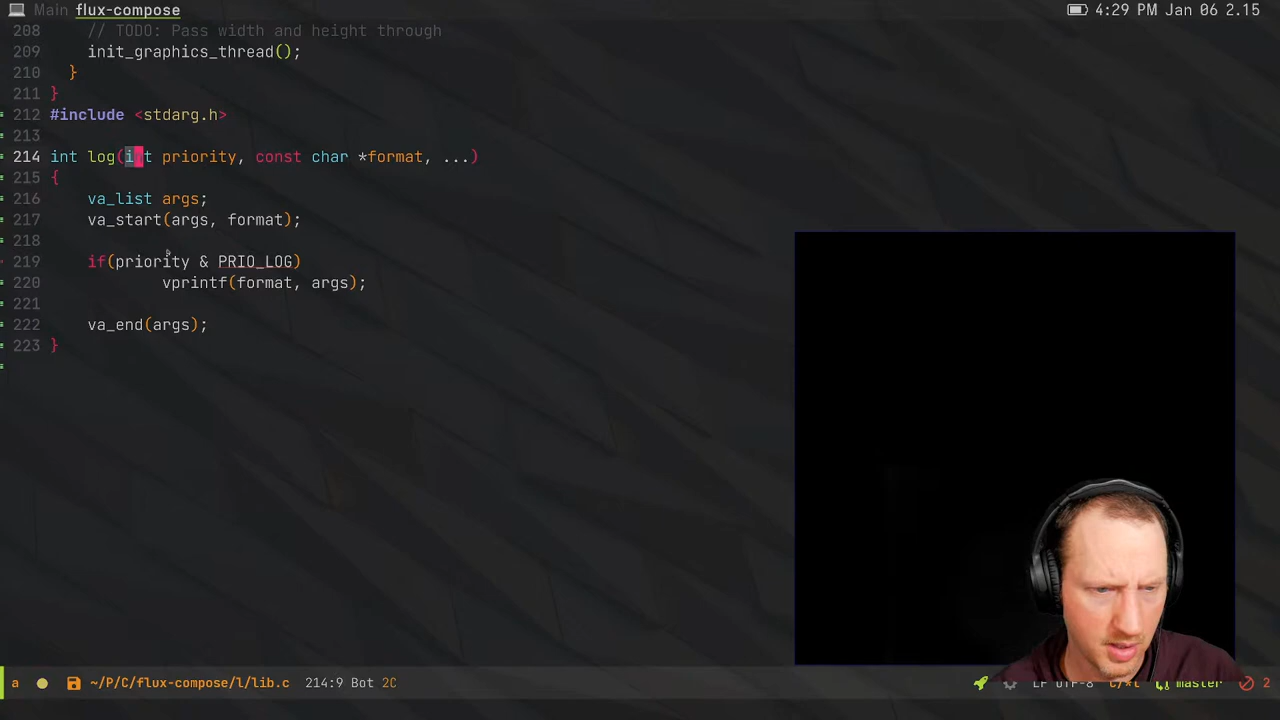 Main flux-compose
4:29 PM Jan 06 2.15
208 // TODO: Pass width and height through
209 init_graphics_thread();
210 }
211 }
212 #include <stdarg.h>
213
214 int log(int priority, const char *format, ...)
215 {
216 va_list args;
217 va_start(args, format);
218
219 if(priority & PRIO_LOG)
220 vprintf(format, args);
221
222 va_end(args);
223 }
a ~/P/C/flux-compose/l/lib.c 214:9 Bot 2C
LF UTF-8 master 2